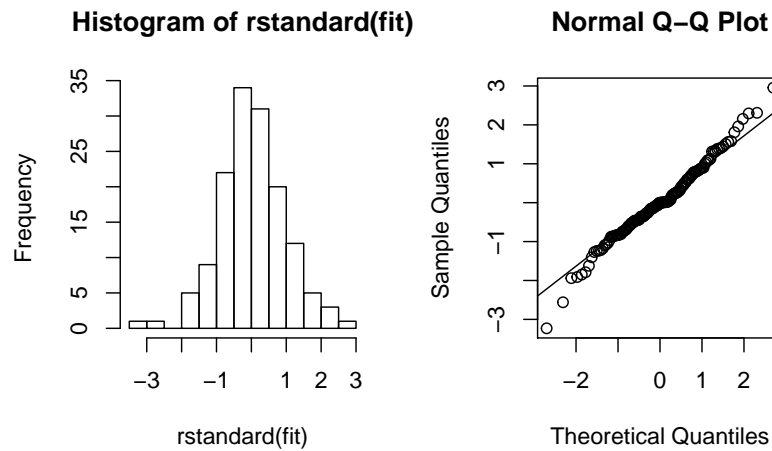 Histogram of rstandard(fit)
Frequency
0 5 15 25 35
−3 −1 1 2 3
rstandard(fit)
Normal Q−Q Plot
Sample Quantiles
−3 −1 1 2 3
−2 0 1 2
Theoretical Quantiles